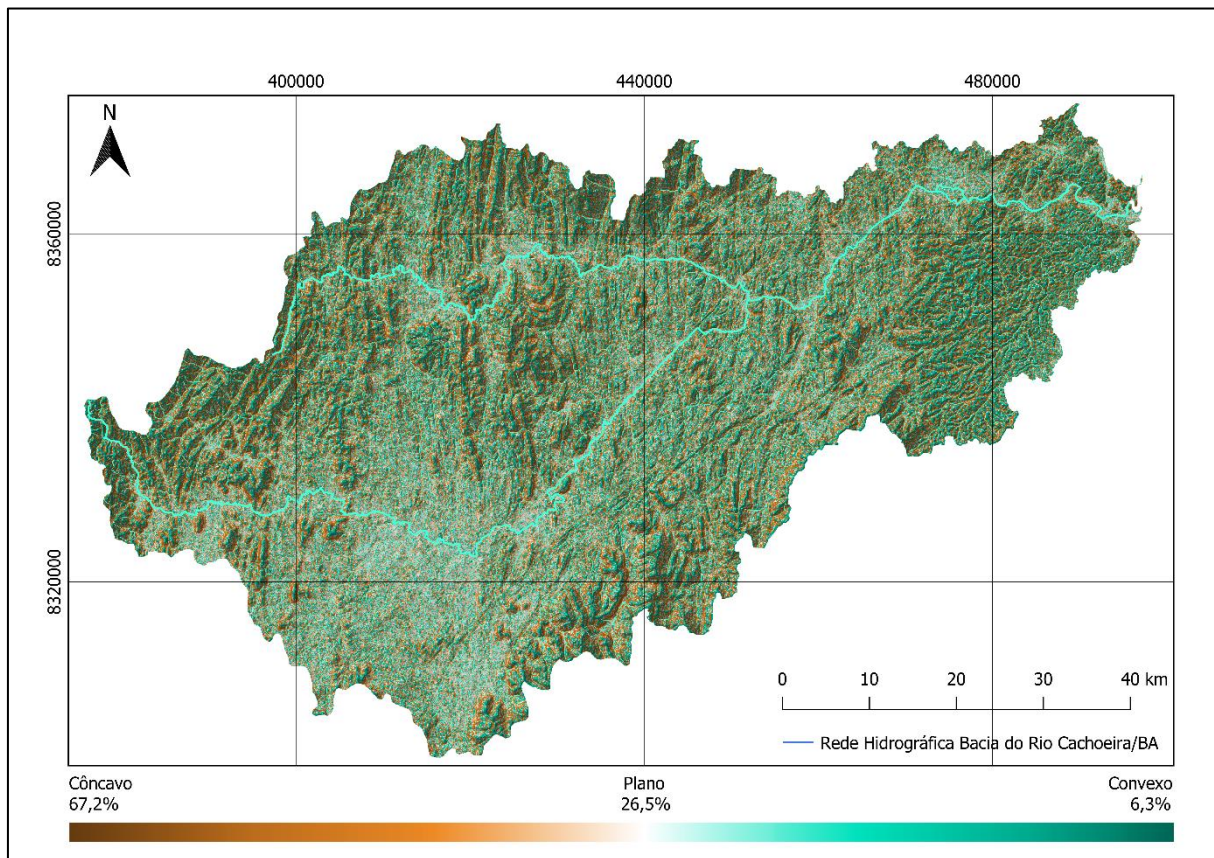 400000 440000 480000
N
8360000
8320000
0 10 20 30 40 km
Rede Hidrográfica Bacia do Rio Cachoeira/BA
Côncavo Plano Convexo
67,2% 26,5% 6,3%